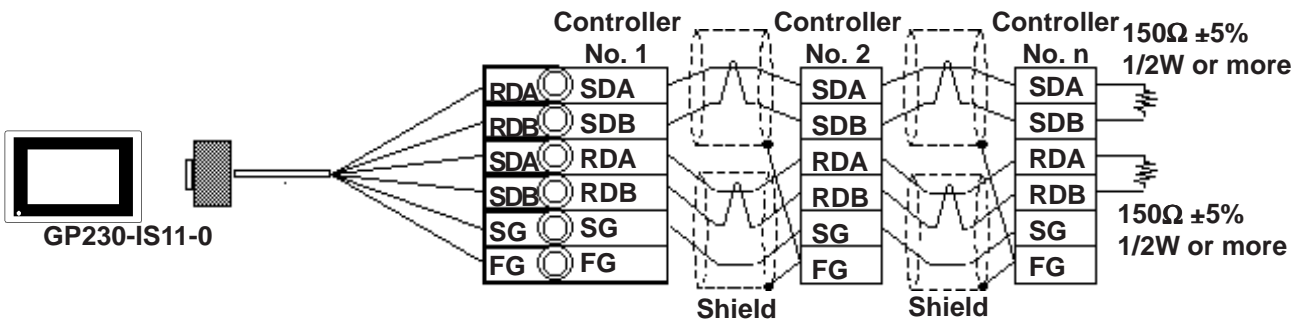 Controller
No. 1
Controller
No. 2
Controller
No. n
150Ω ±5%
1/2W or more
RDA SDA SDA SDA
RDB SDB SDB SDB
SDA RDA RDA RDA
SDB RDB RDB RDB
SG SG SG SG
FG FG FG FG
GP230-IS11-0
150Ω ±5%
1/2W or more
Shield
Shield